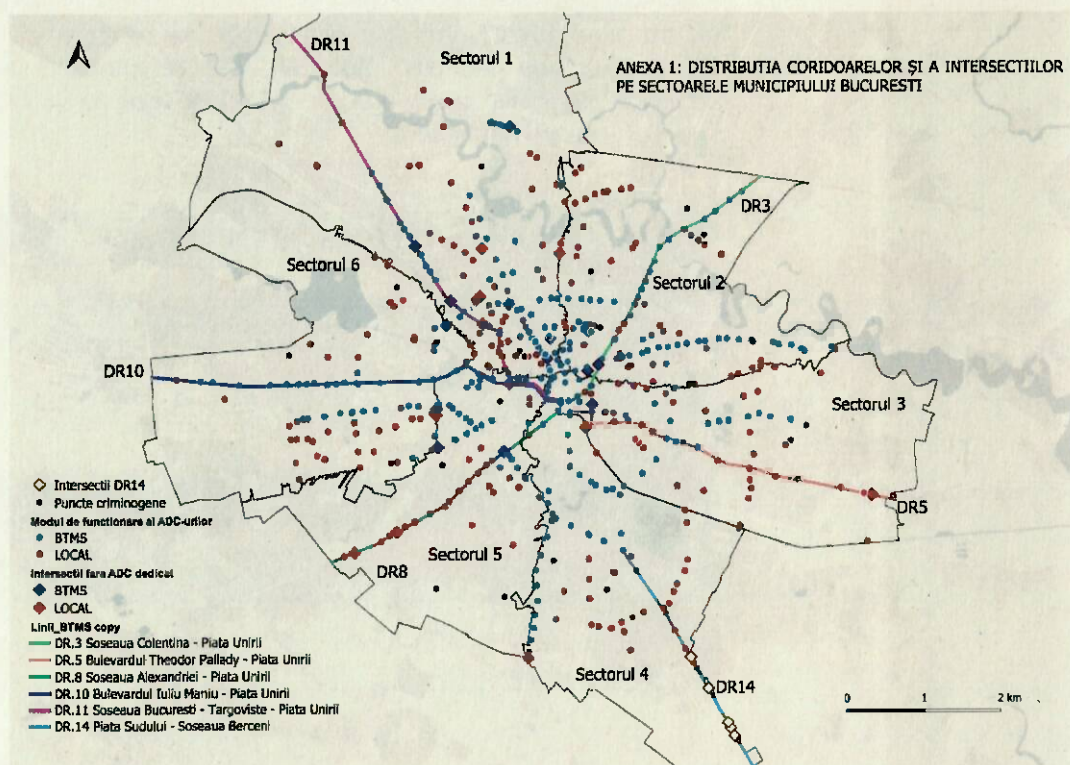 ANEXA 1: DISTRIBUTIA CORIDOARELOR ȘI A INTERSECTIILOR
PE SECTOARELE MUNICIPIULUI BUCURESTI
DR11
Sectorul 1
DR3
Sectorul 6
Sectorul 2
DR10
Sectorul 3
DR5
Sectorul 5
DR8
Sectorul 4
DR14
0 1 2 km
Intersectii DR14
Puncte criminogene
Modul de functionare al ADC-urilor
BTMS
LOCAL
Intersectii fara ADC dedicat
BTMS
LOCAL
Linii_BTMS copy
DR.3 Soseaua Colentina - Piata Unirii
DR.5 Bulevardul Theodor Pallady - Piata Unirii
DR.8 Soseaua Alexandriei - Piata Unirii
DR.10 Bulevardul Iuliu Maniu - Piata Unirii
DR.11 Soseaua Bucuresti - Targoviste - Piata Unirii
DR.14 Piata Sudului - Soseaua Berceni